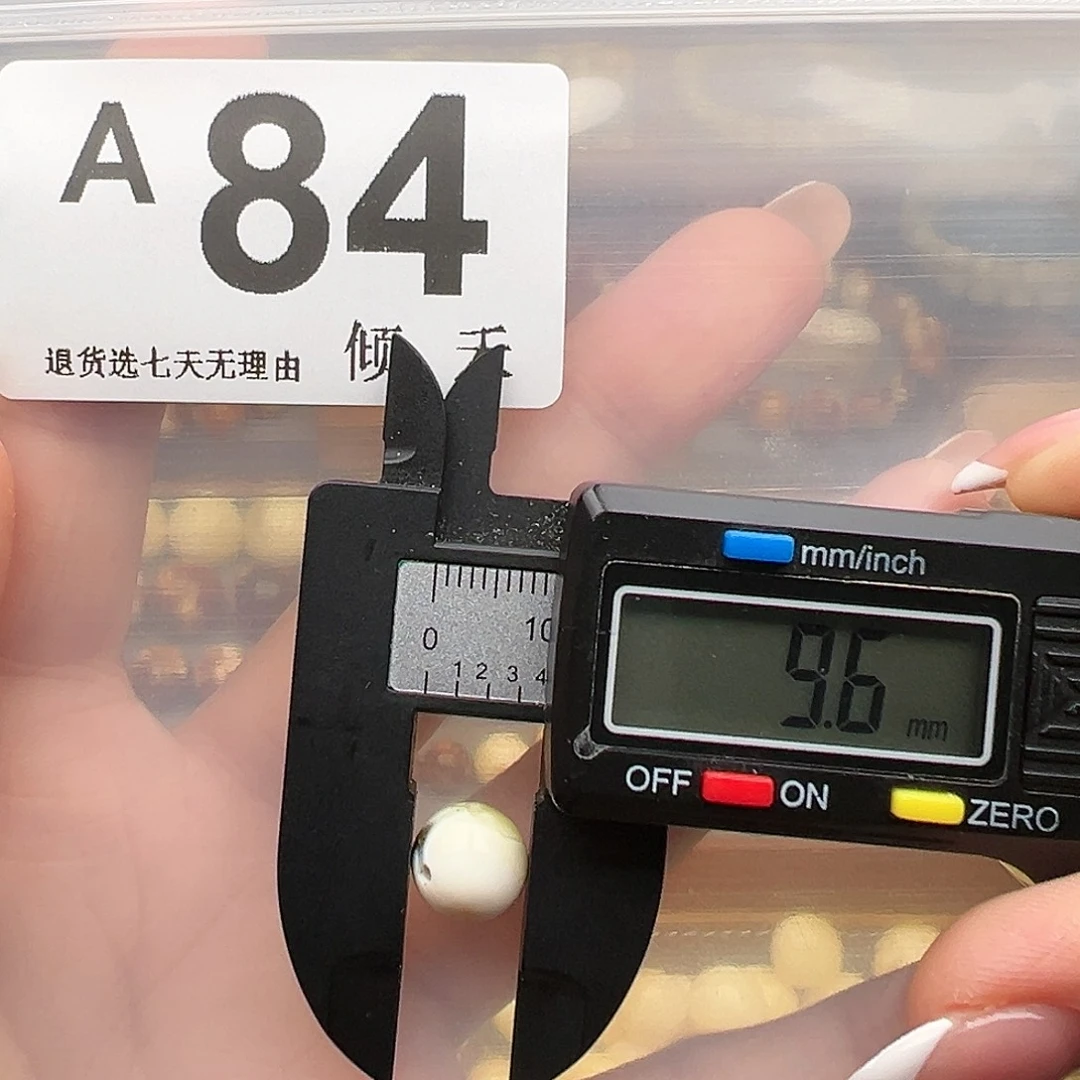 A 84
退货选七天无理由
倾
mm/inch
0 10
1 2 3 4
9.6 mm
OFF ON ZERO